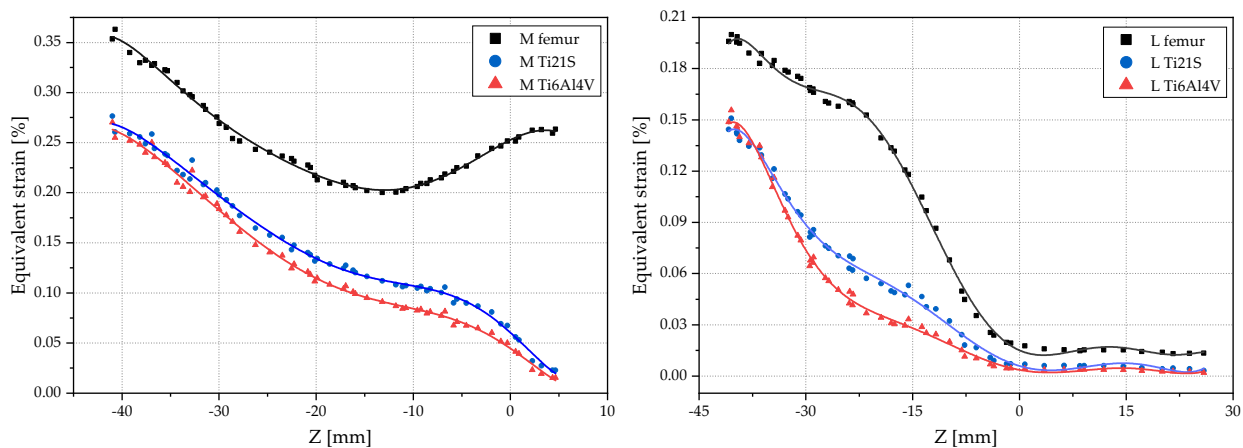 Equivalent strain [%]
0.35
0.30
0.25
0.20
0.15
0.10
0.05
0.00
-40
-30
-20
-10
0
10
Z [mm]
M femur
M Ti21S
M Ti6Al4V
Equivalent strain [%]
0.21
0.18
0.15
0.12
0.09
0.06
0.03
0.00
-45
-30
-15
0
15
30
Z [mm]
L femur
L Ti21S
L Ti6Al4V